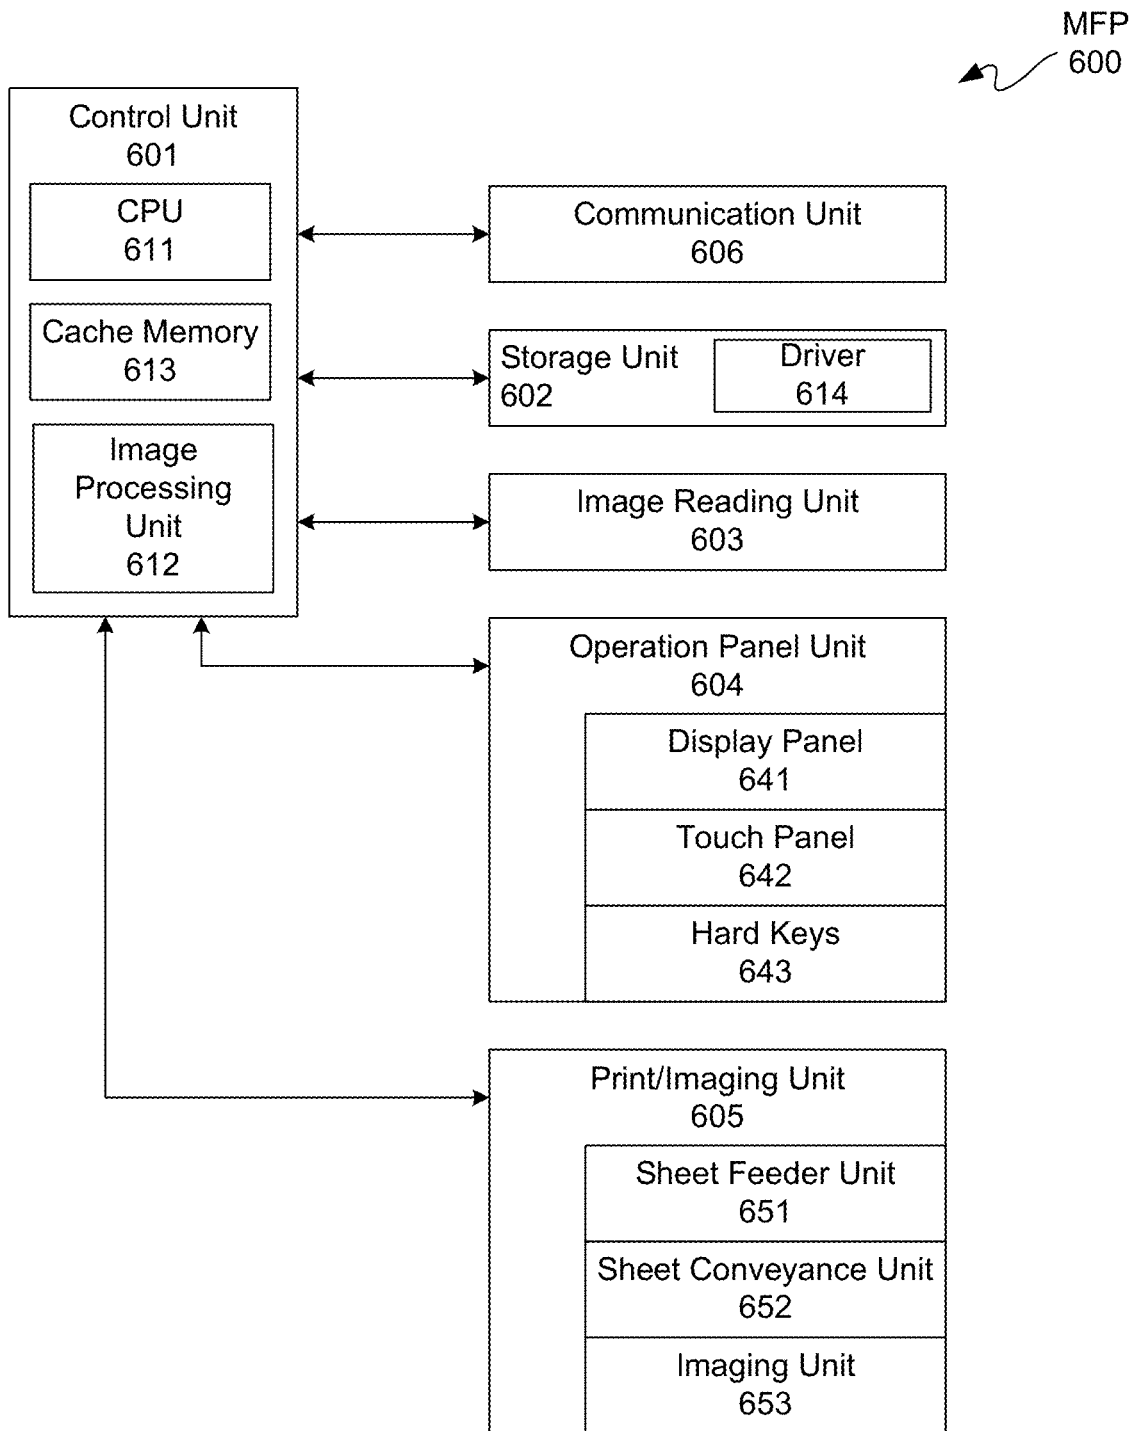 MFP
600
Control Unit
601
CPU
611
Cache Memory
613
Image
Processing
Unit
612
Communication Unit
606
Storage Unit
602
Driver
614
Image Reading Unit
603
Operation Panel Unit
604
Display Panel
641
Touch Panel
642
Hard Keys
643
Print/Imaging Unit
605
Sheet Feeder Unit
651
Sheet Conveyance Unit
652
Imaging Unit
653